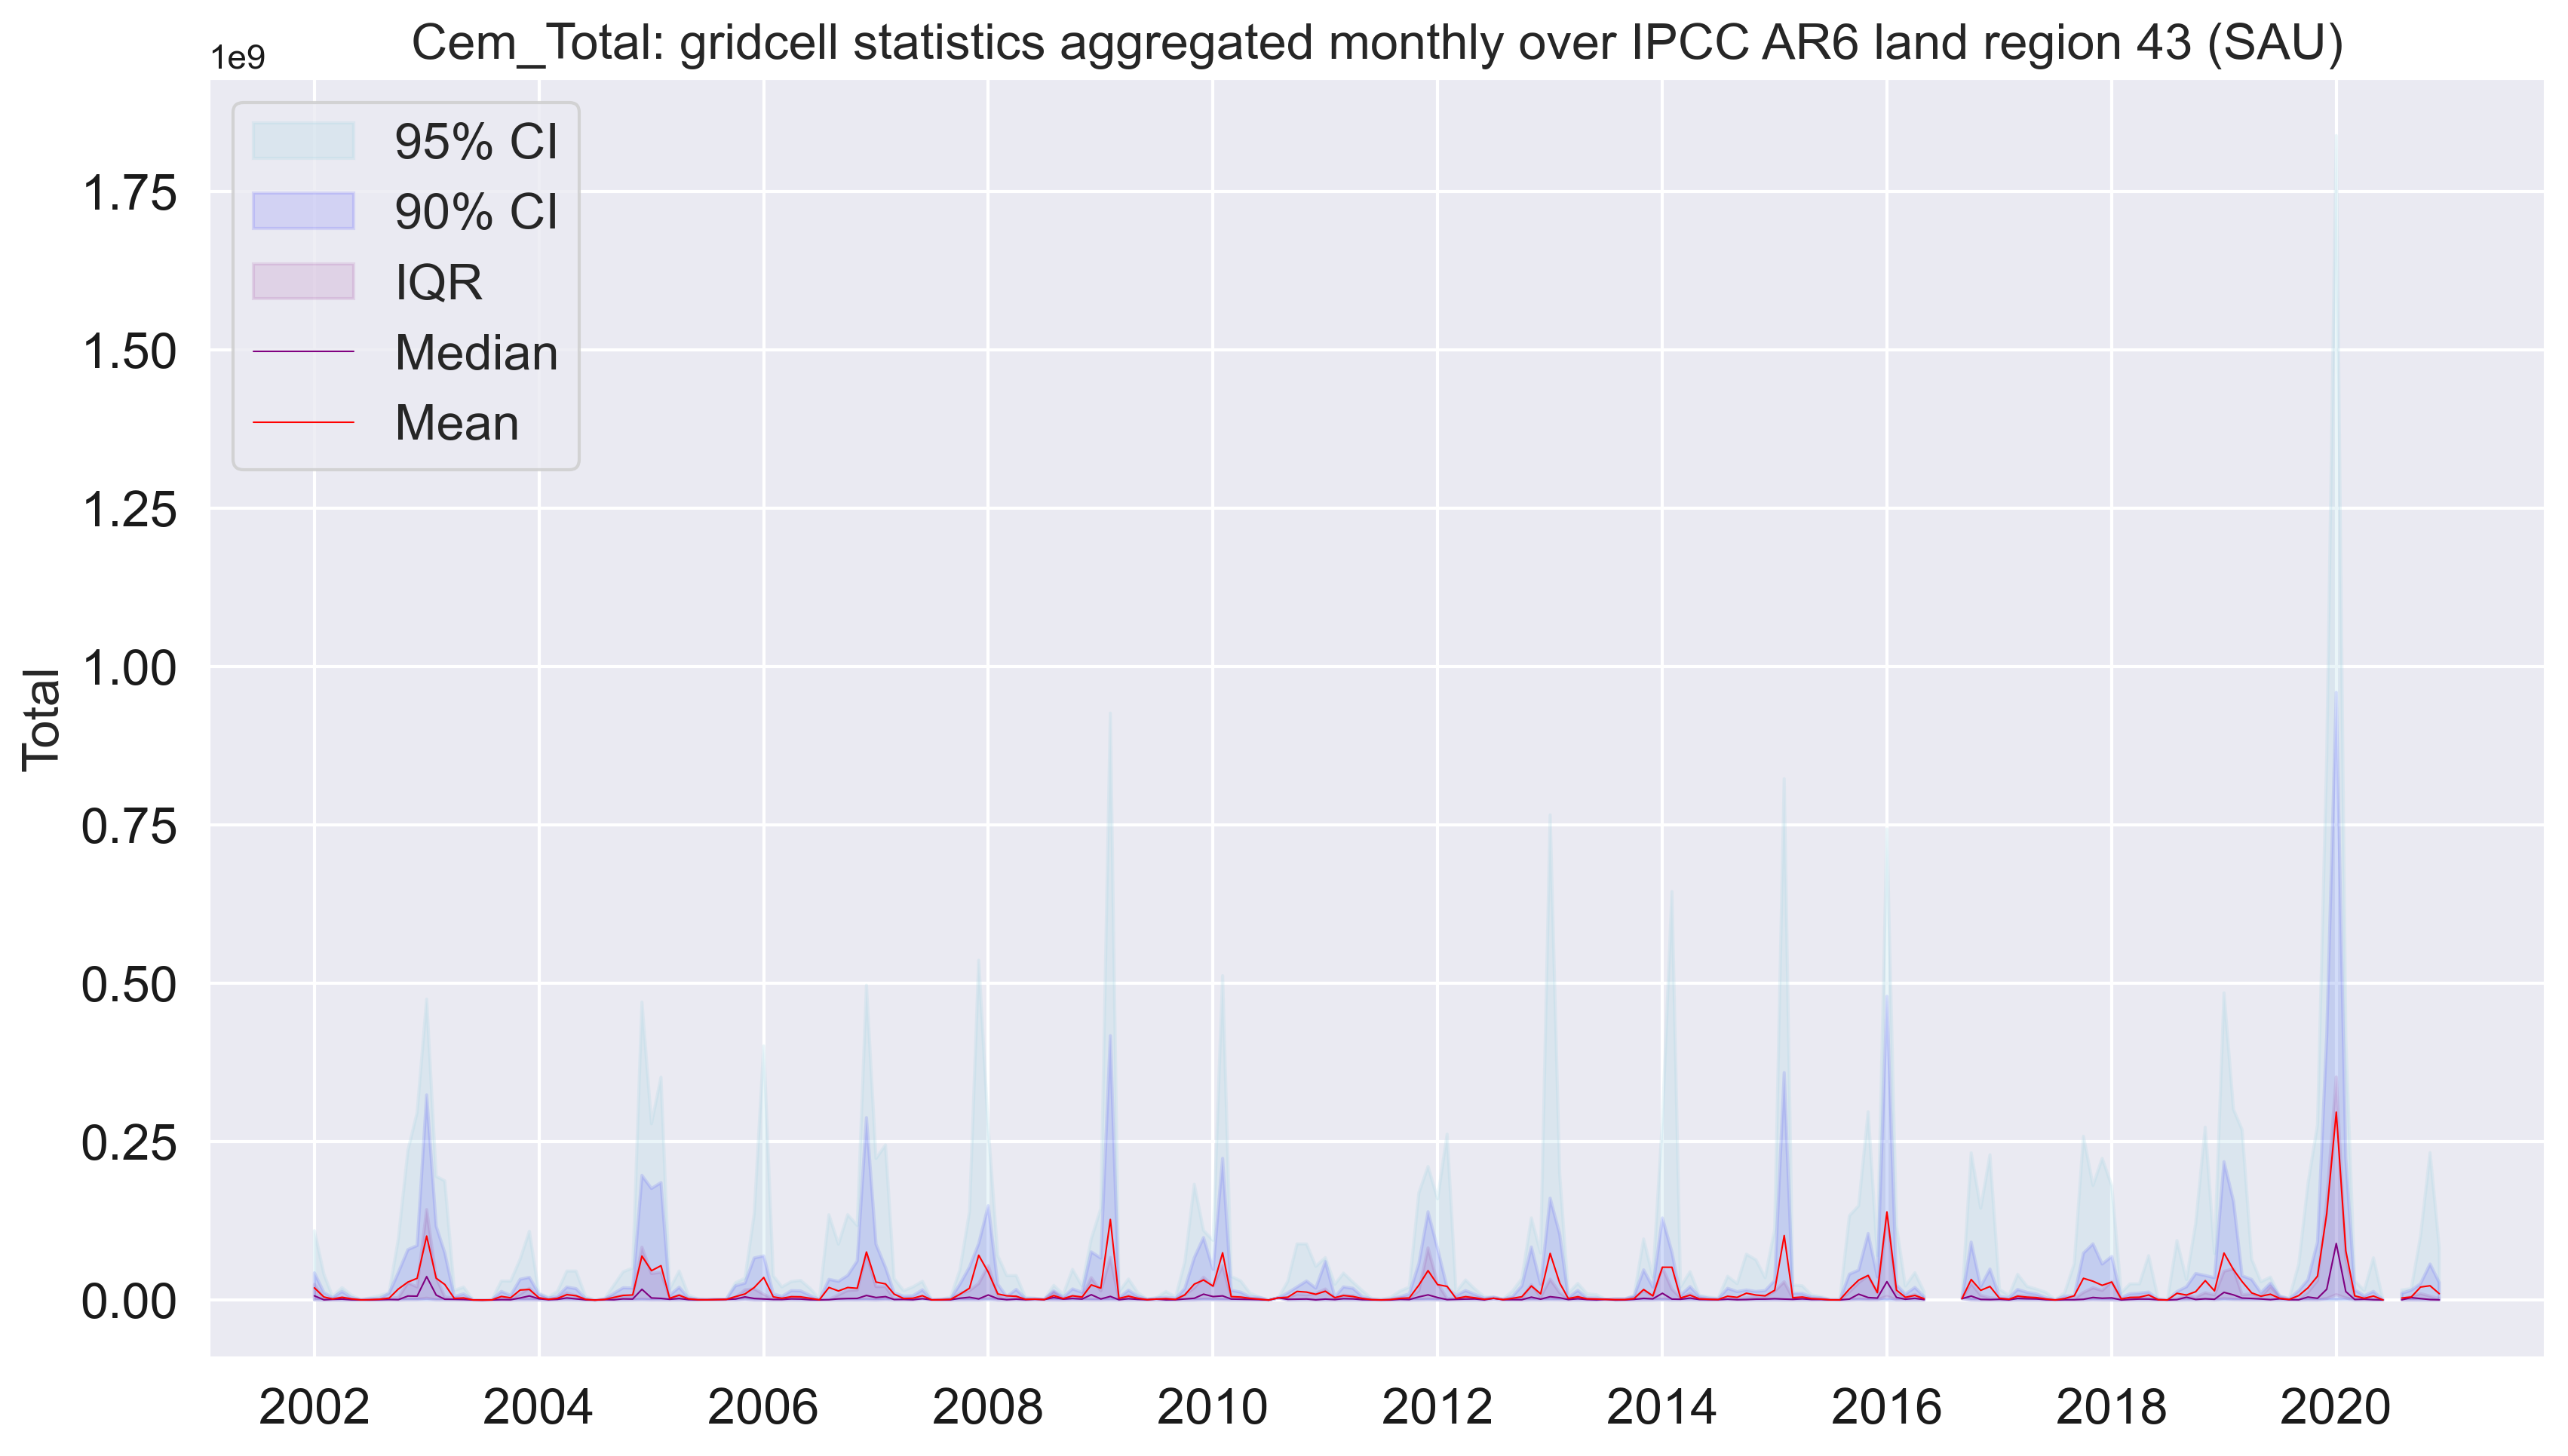 Cem_Total: gridcell statistics aggregated monthly over IPCC AR6 land region 43 (SAU)
1e9
95% CI
90% CI
IQR
Median
Mean
1.75
1.50
1.25
1.00
0.75
0.50
0.25
0.00
Total
2002 2004 2006 2008 2010 2012 2014 2016 2018 2020